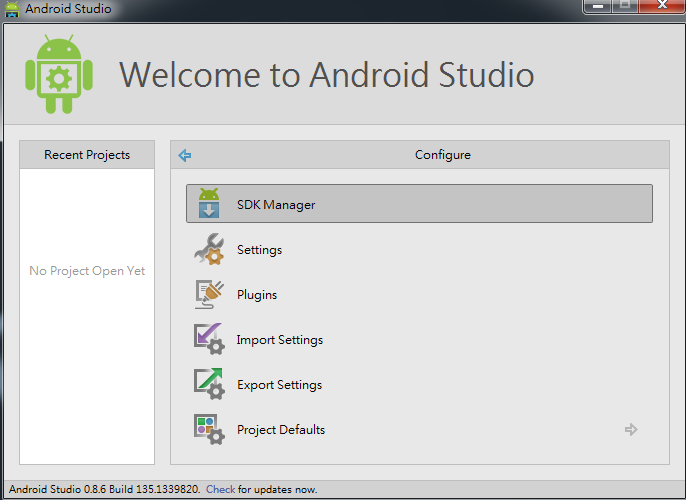 Android Studio
Welcome to Android Studio
Recent Projects
No Project Open Yet
Configure
SDK Manager
Settings
Plugins
Import Settings
Export Settings
Project Defaults
Android Studio 0.8.6 Build 135.1339820. Check for updates now.